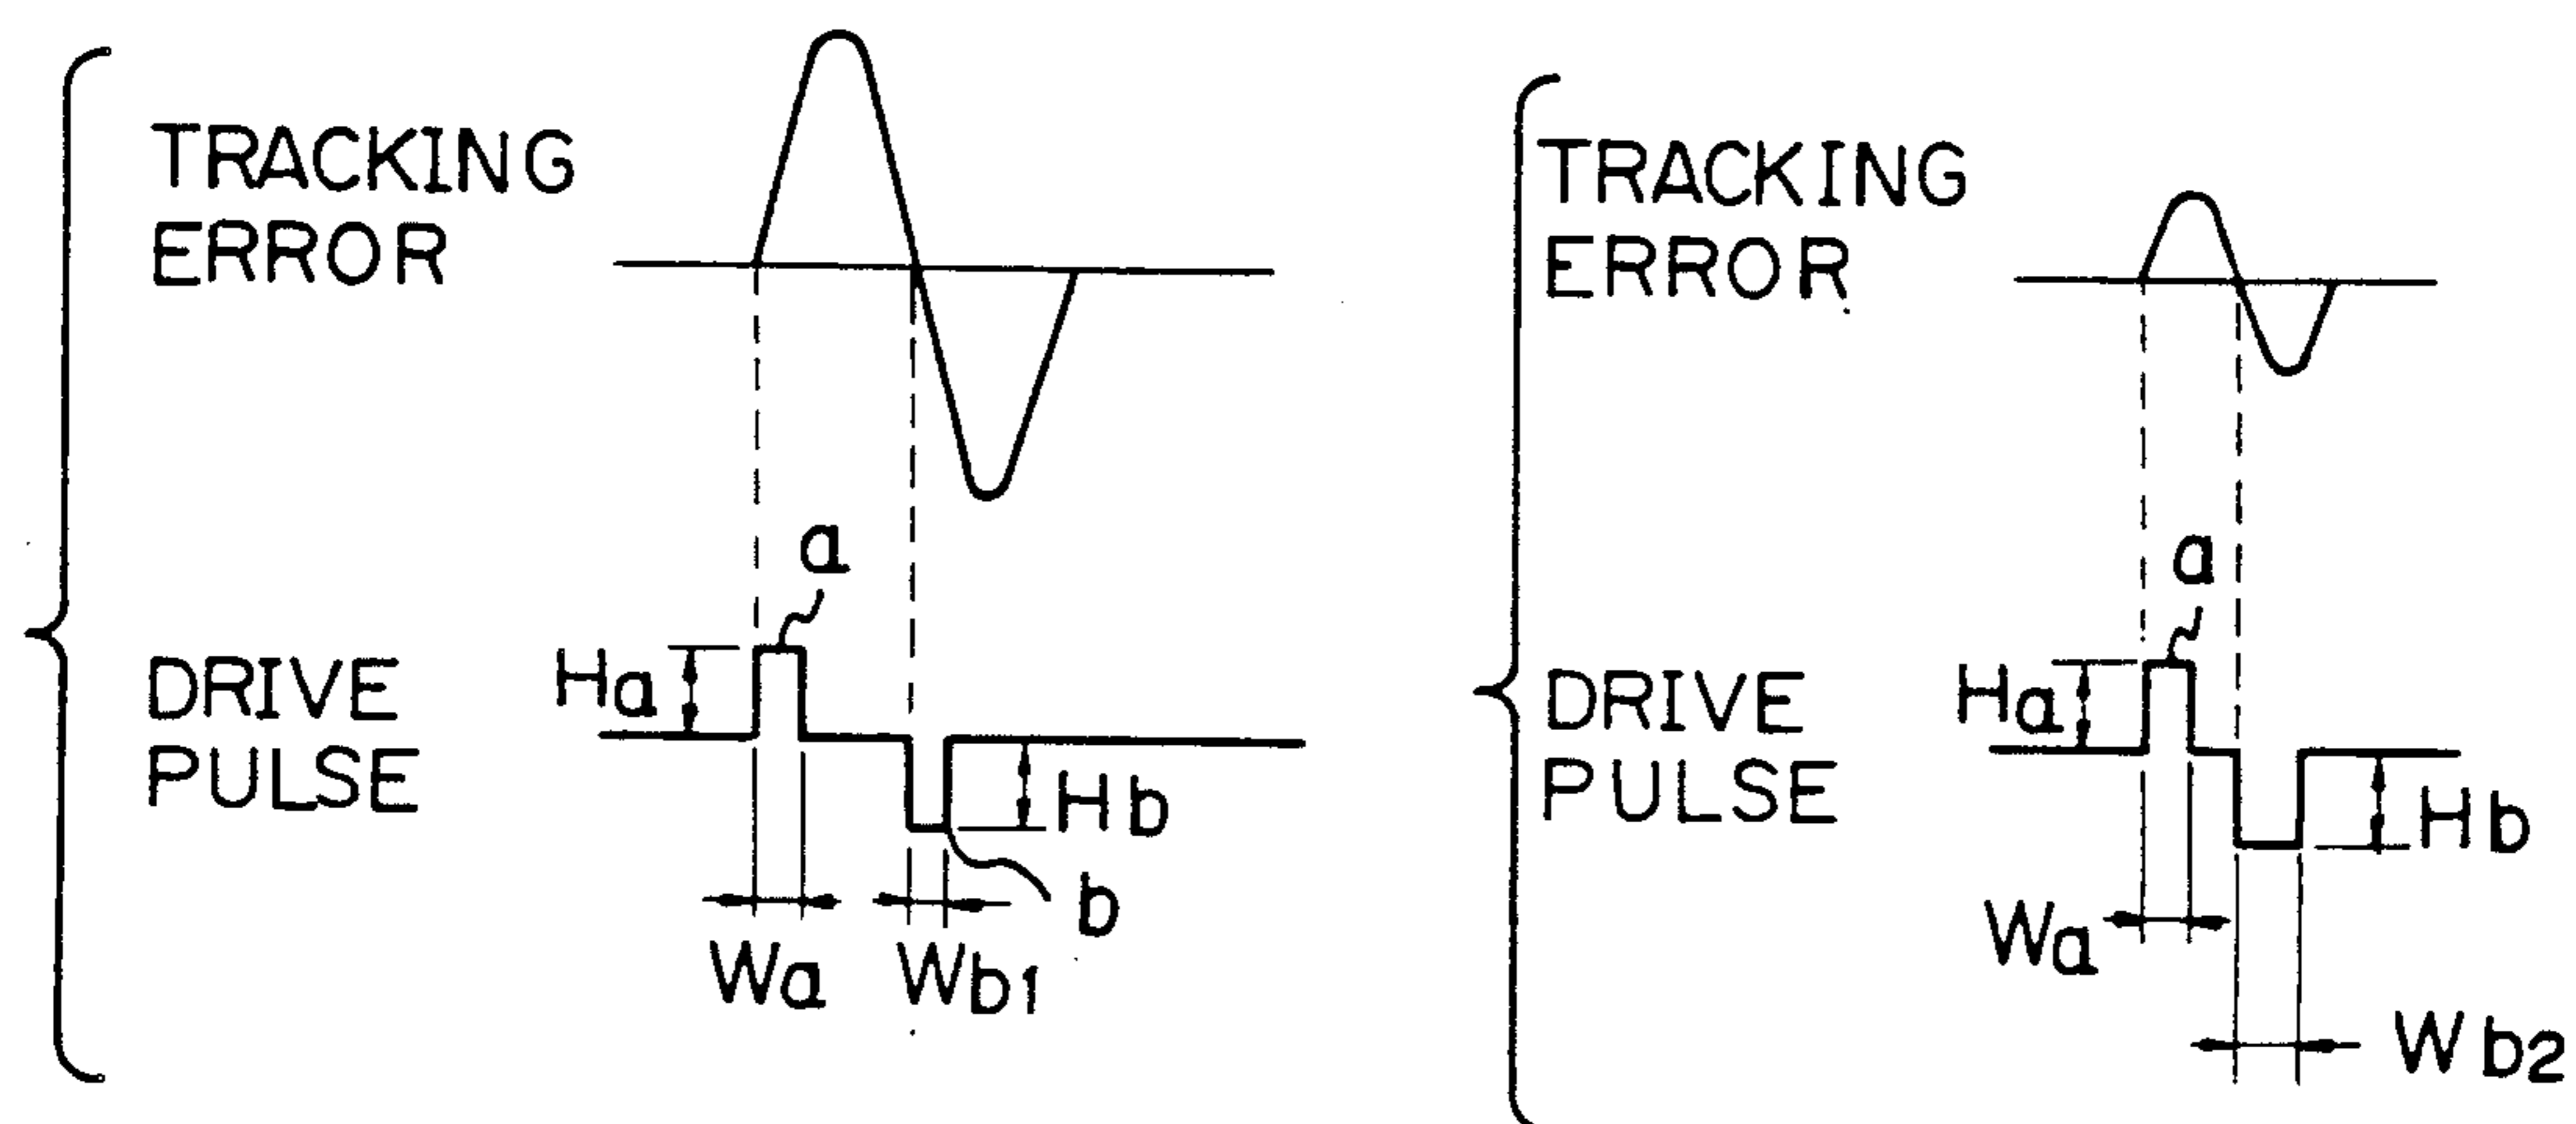 TRACKING
ERROR
a
DRIVE
PULSE
Ha
Hb
b
Wa
Wb1
TRACKING
ERROR
a
DRIVE
PULSE
Ha
Hb
Wa
Wb2